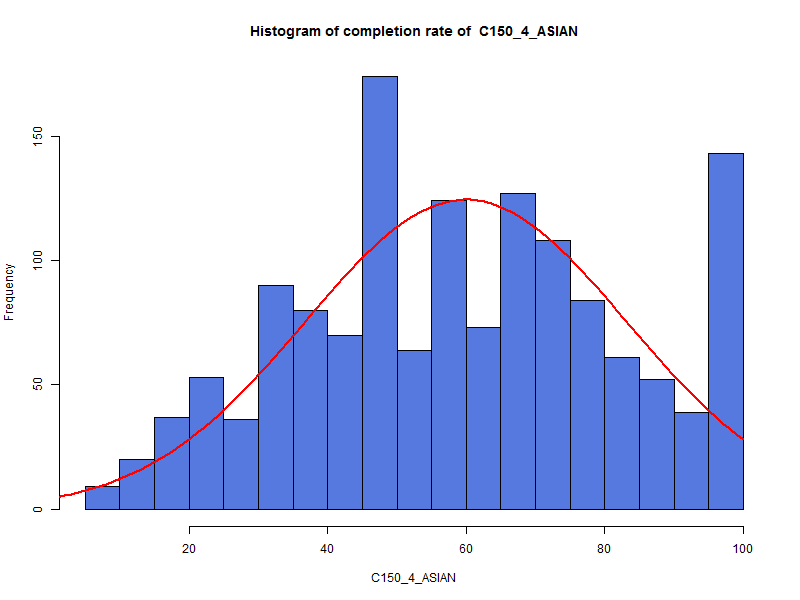 Histogram of completion rate of  C150_4_ASIAN
Frequency
150
100
50
0
20 40 60 80 100
C150_4_ASIAN